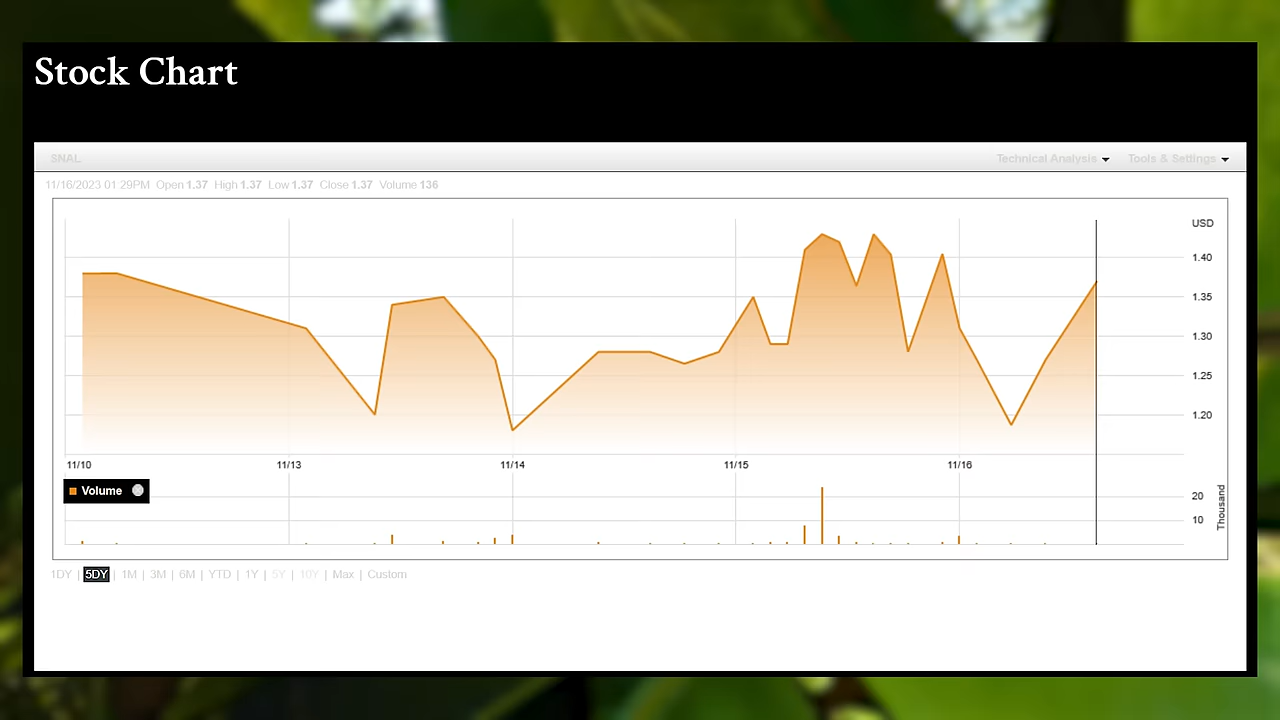 Stock Chart
SNAL Technical Analysis Tools & Settings
11/16/2023 01:29PM Open 1.37 High 1.37 Low 1.37 Close 1.37 Volume 136
USD
1.40
1.35
1.30
1.25
1.20
11/10 11/13 11/14 11/15 11/16
Volume
20
10
Thousand
1DY | 5DY | 1M | 3M | 6M | YTD | 1Y | 5Y | 10Y | Max | Custom